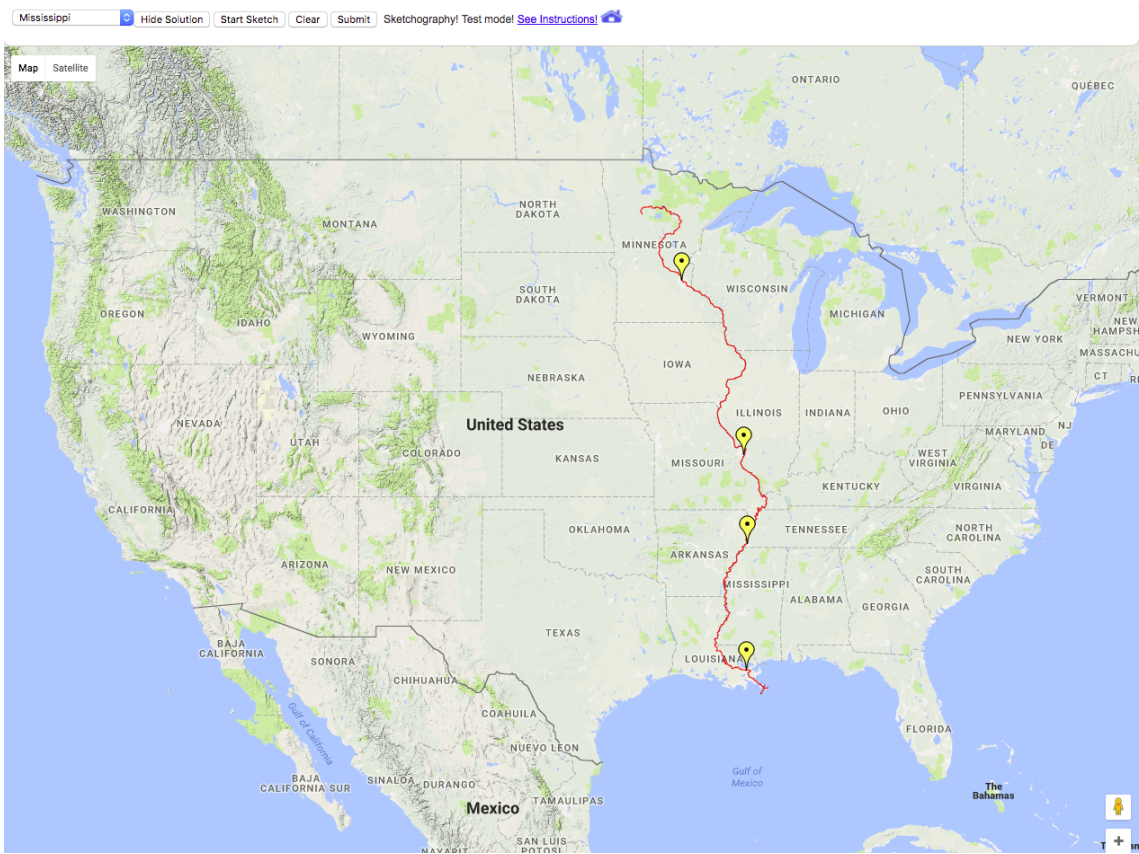 Mississippi Hide Solution Start Sketch Clear Submit Sketchography! Test mode! See Instructions!
Map Satellite
ONTARIO
QUÉBEC
WASHINGTON
MONTANA
NORTH
DAKOTA
MINNESOTA
OREGON
IDAHO
WYOMING
SOUTH
DAKOTA
WISCONSIN
MICHIGAN
VERMONT
NEW
HAMPSH
NEW YORK
MASSACHU
CT
RI
NEBRASKA
IOWA
ILLINOIS
INDIANA
OHIO
PENNSYLVANIA
NJ
MARYLAND
DE
NEVADA
UTAH
COLORADO
United States
KANSAS
MISSOURI
WEST
VIRGINIA
KENTUCKY
VIRGINIA
CALIFORNIA
ARIZONA
NEW MEXICO
OKLAHOMA
ARKANSAS
TENNESSEE
NORTH
CAROLINA
SOUTH
CAROLINA
MISSISSIPPI
ALABAMA
GEORGIA
TEXAS
LOUISIANA
BAJA
CALIFORNIA
SONORA
CHIHUAHUA
COAHUILA
NUEVO LEON
Gulf of California
FLORIDA
Gulf of
Mexico
BAJA
CALIFORNIA SUR
SINALOA
DURANGO
Mexico
TAMAULIPAS
The
Bahamas
SAN LUIS
POTOSI
NAYARIT